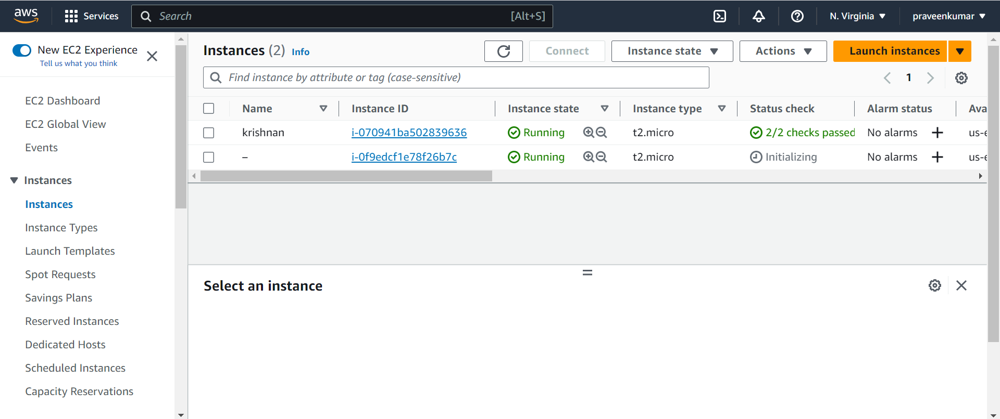 aws Services Search [Alt+S] N. Virginia praveenkumar
New EC2 Experience
Tell us what you think
EC2 Dashboard
EC2 Global View
Events
Instances
Instances
Instance Types
Launch Templates
Spot Requests
Savings Plans
Reserved Instances
Dedicated Hosts
Scheduled Instances
Capacity Reservations
Instances (2) Info Connect Instance state Actions Launch instances
Find instance by attribute or tag (case-sensitive) 1
Name Instance ID Instance state Instance type Status check Alarm status Ava
krishnan i-070941ba502839636 Running t2.micro 2/2 checks passed No alarms + us-e
– i-0f9edcf1e78f26b7c Running t2.micro Initializing No alarms + us-e
Select an instance